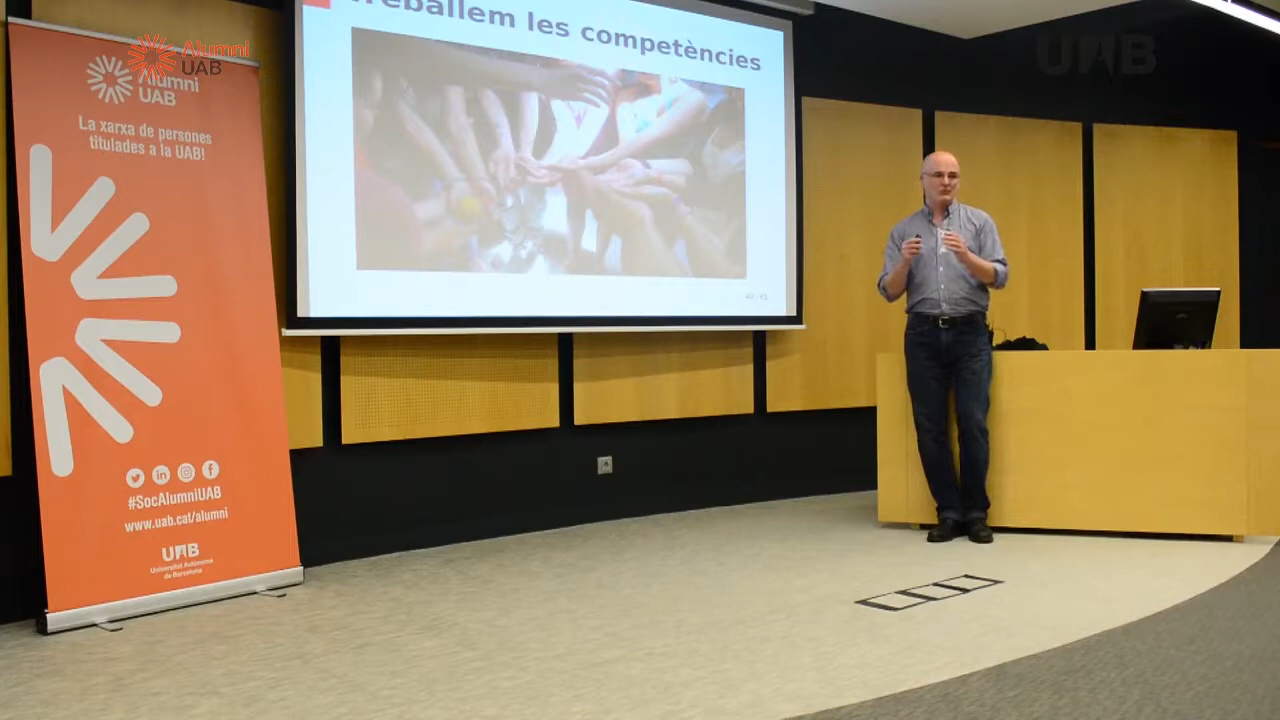 Alumni
UAB
Alumni
UAB
La xarxa de persones
titulades a la UAB!
#SocAlumniUAB
www.uab.cat/alumni
UAB
Universitat Autònoma
de Barcelona
Treballem les competències
UAB